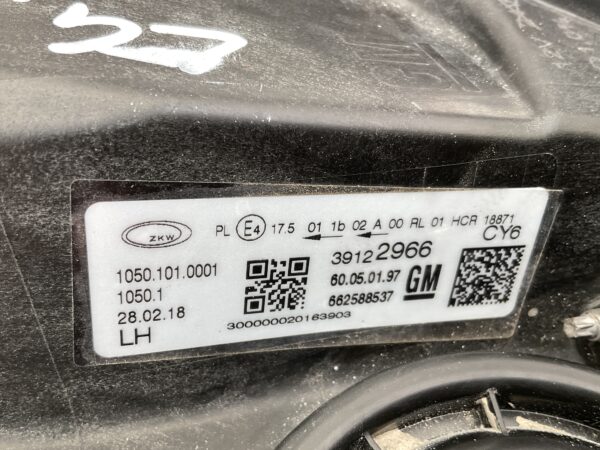 ZKW
PL E4 17.5 01 1b 02 A 00 RL 01 HCR 18871
CY6
39122966
1050.101.0001
60.05.01.97
GM
1050.1
662588537
28.02.18
300000020163903
LH